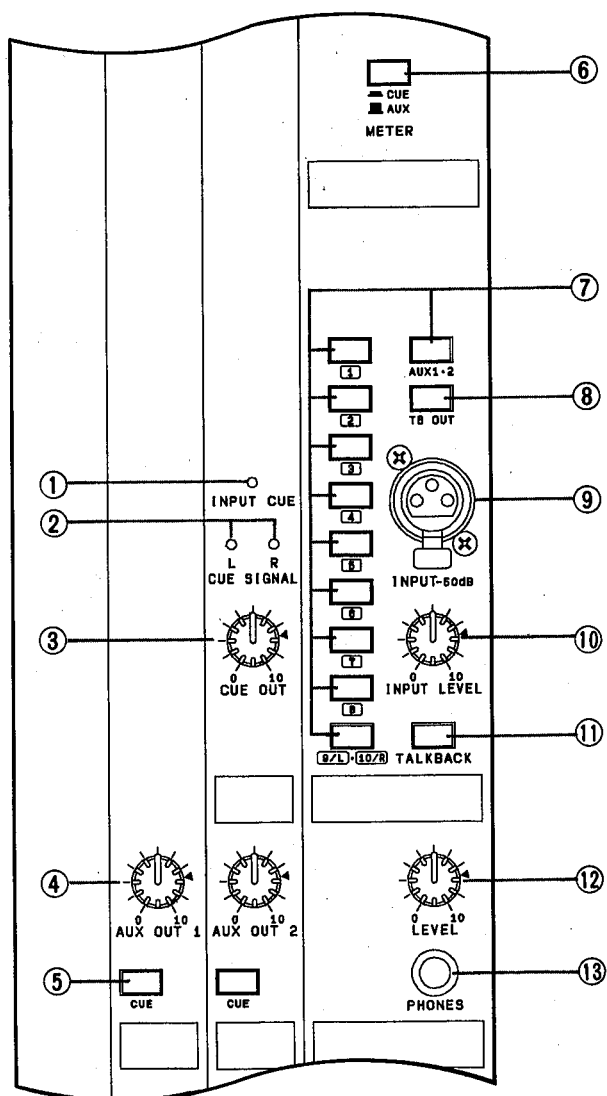 ⑥
CUE
AUX
METER
⑦
1
AUX1·2
2
TB OUT
⑧
3
①
INPUT CUE
4
⑨
②
L R
CUE SIGNAL
5
INPUT-60dB
6
③
0 10
CUE OUT
7
0 10
INPUT LEVEL
⑩
8
9/L·10/R
TALKBACK
⑪
④
0 10
AUX OUT 1
0 10
AUX OUT 2
0 10
LEVEL
⑫
⑤
CUE
CUE
PHONES
⑬